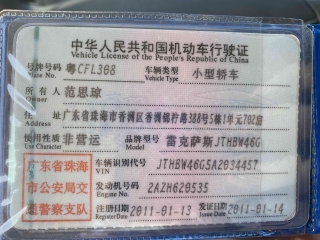 中华人民共和国机动车行驶证
Vehicle License of the People's Republic of China
号牌号码 粤CFL308 车辆类型 小型轿车
Plate No. Vehicle Type
所有人 范思琼
Owner
住址 广东省珠海市香洲区香洲锦柠路388号5栋1单元702房
Address
使用性质 非营运 品牌型号 雷克萨斯JTHBW46G
Use Character Model
广东省珠海 车辆识别代号 JTHBW46G5A2034457
VIN
市公安局交 发动机号码 2AZH620535
Engine No.
通警察支队 注册日期 2011-01-13 发证日期 2011-01-14
Register Date Issue Date